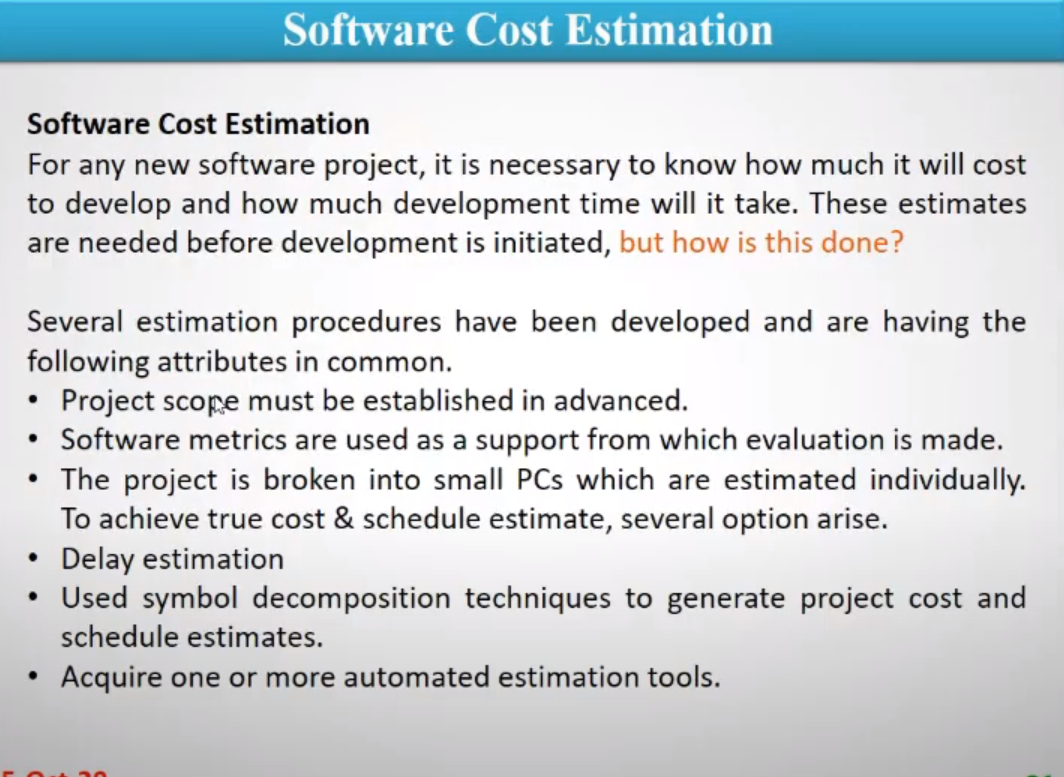 Software Cost Estimation
Software Cost Estimation
For any new software project, it is necessary to know how much it will cost
to develop and how much development time will it take. These estimates
are needed before development is initiated, but how is this done?
Several estimation procedures have been developed and are having the
following attributes in common.
• Project scope must be established in advanced.
• Software metrics are used as a support from which evaluation is made.
• The project is broken into small PCs which are estimated individually.
To achieve true cost & schedule estimate, several option arise.
• Delay estimation
• Used symbol decomposition techniques to generate project cost and
schedule estimates.
• Acquire one or more automated estimation tools.